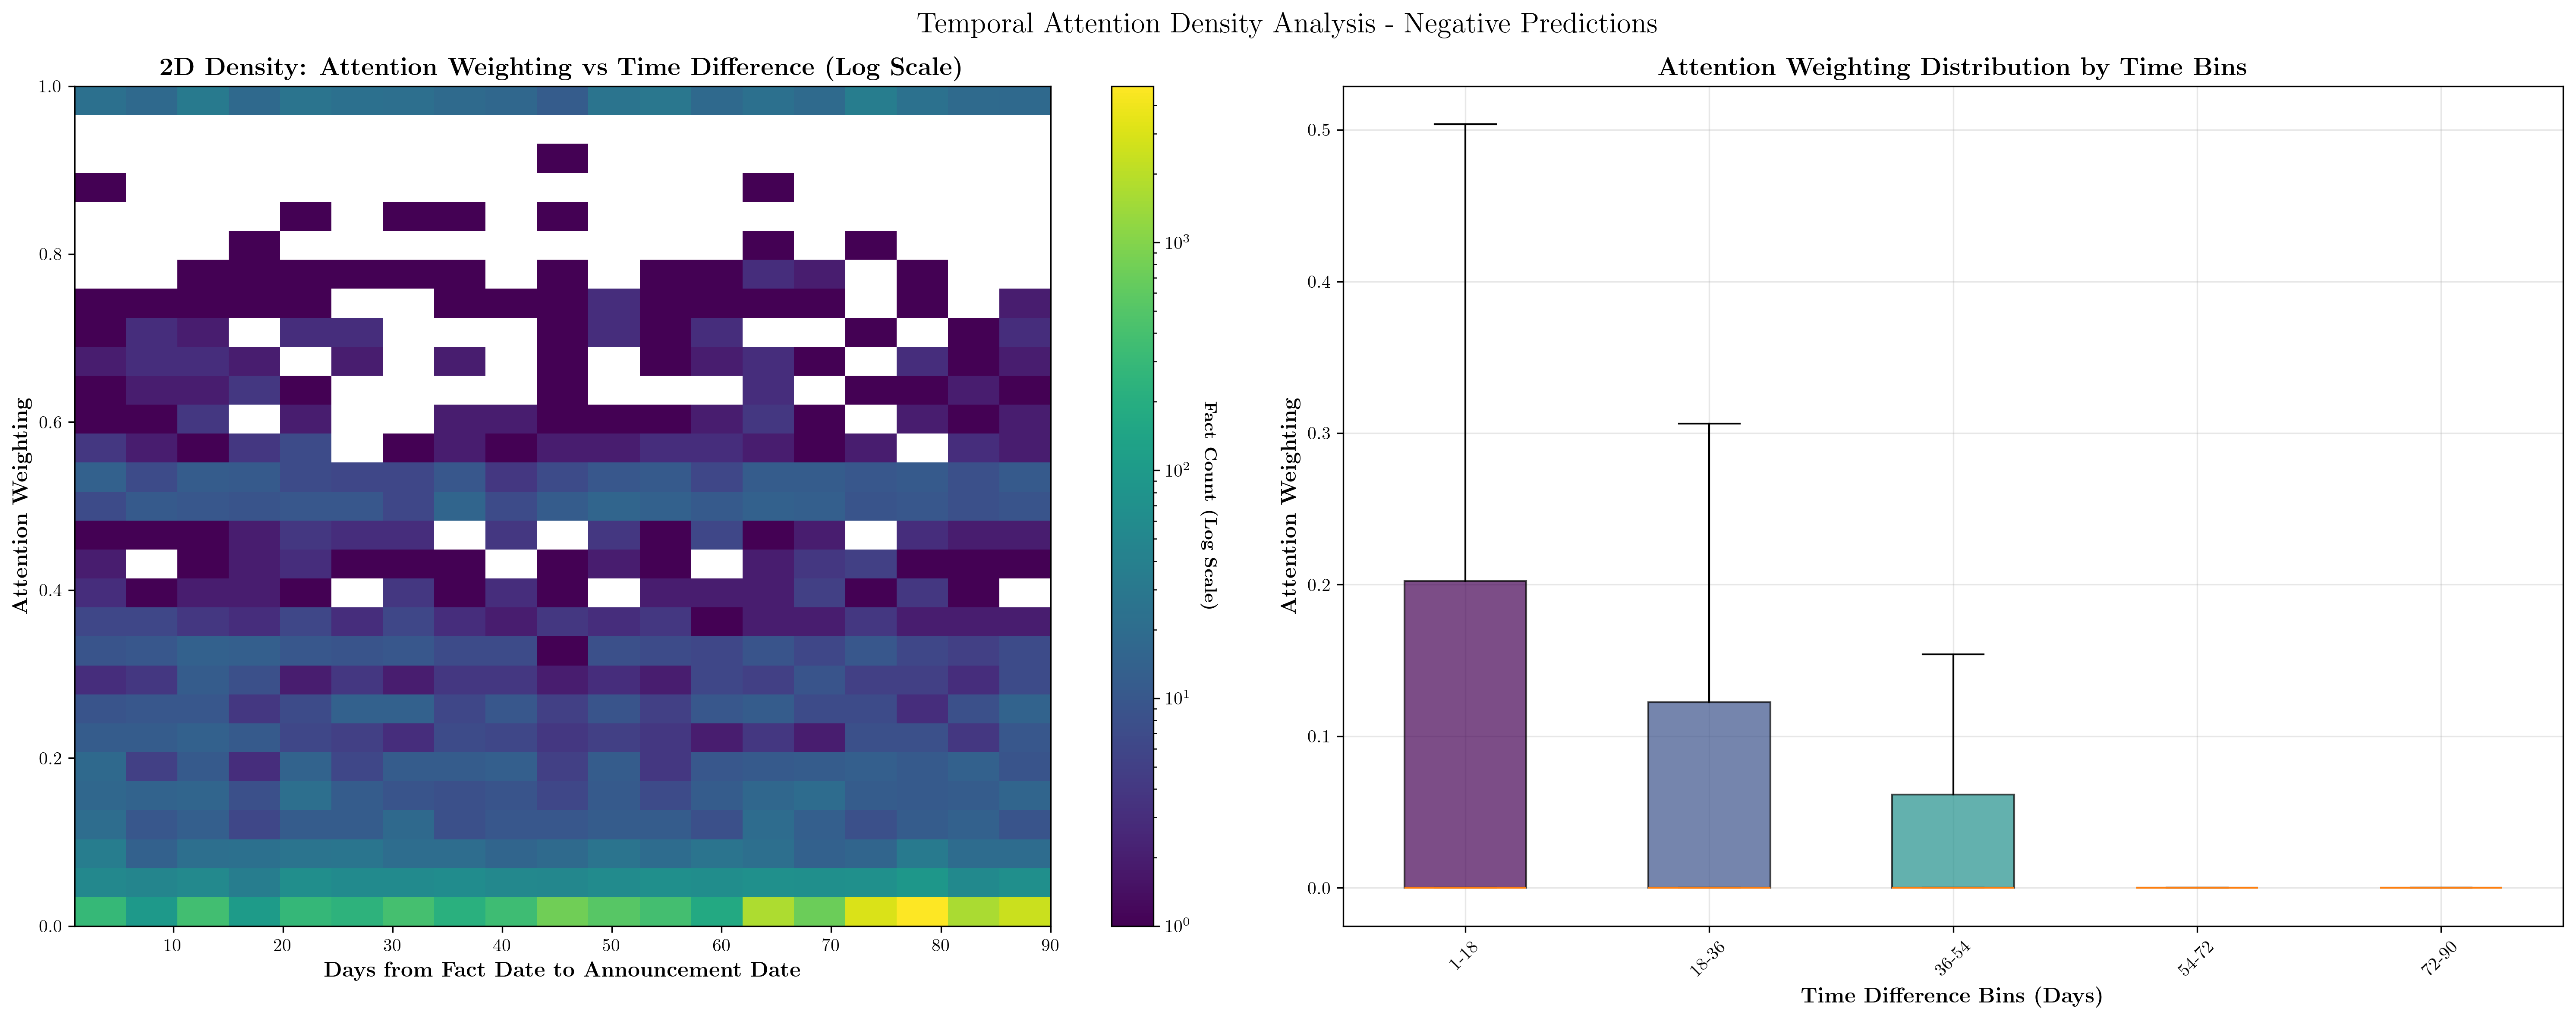 Temporal Attention Density Analysis - Negative Predictions
2D Density: Attention Weighting vs Time Difference (Log Scale)
1.0
0.8
0.6
0.4
0.2
0.0
Attention Weighting
10 20 30 40 50 60 70 80 90
Days from Fact Date to Announcement Date
10³
10²
10¹
10⁰
Fact Count (Log Scale)
Attention Weighting Distribution by Time Bins
0.5
0.4
0.3
0.2
0.1
0.0
Attention Weighting
1-18 18-36 36-54 54-72 72-90
Time Difference Bins (Days)